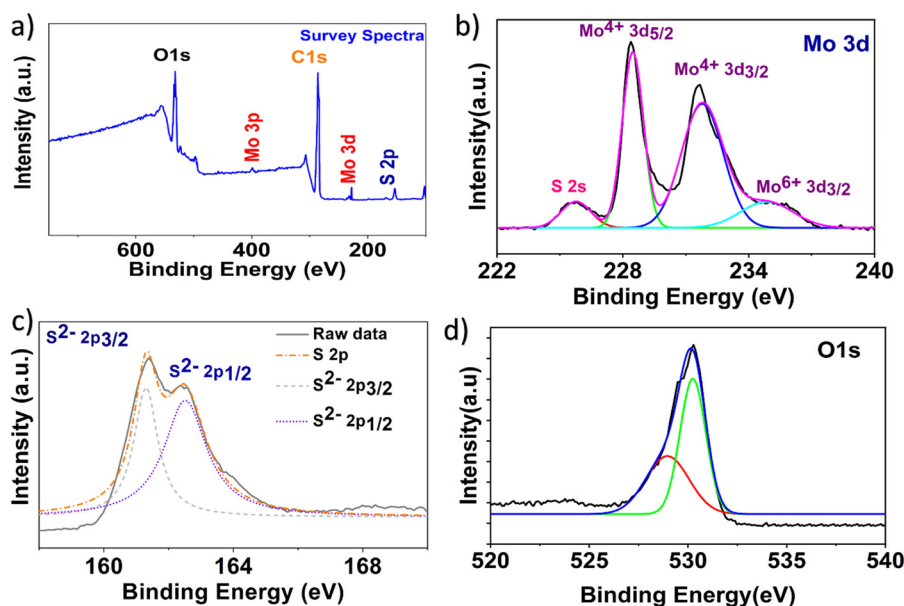 a)
Survey Spectra
O1s
C1s
Mo 3p
Mo 3d
S 2p
Intensity (a.u.)
600 400 200
Binding Energy (eV)
b)
Mo4+ 3d5/2
Mo 3d
Mo4+ 3d3/2
S 2s
Mo6+ 3d3/2
Intensity(a.u.)
222 228 234 240
Binding Energy (eV)
c)
S2- 2p3/2
S2- 2p1/2
Raw data
S 2p
S2- 2p3/2
S2- 2p1/2
Intensity (a.u.)
160 164 168
Binding Energy (eV)
d)
O1s
Intensity(a.u)
520 525 530 535 540
Binding Energy(eV)